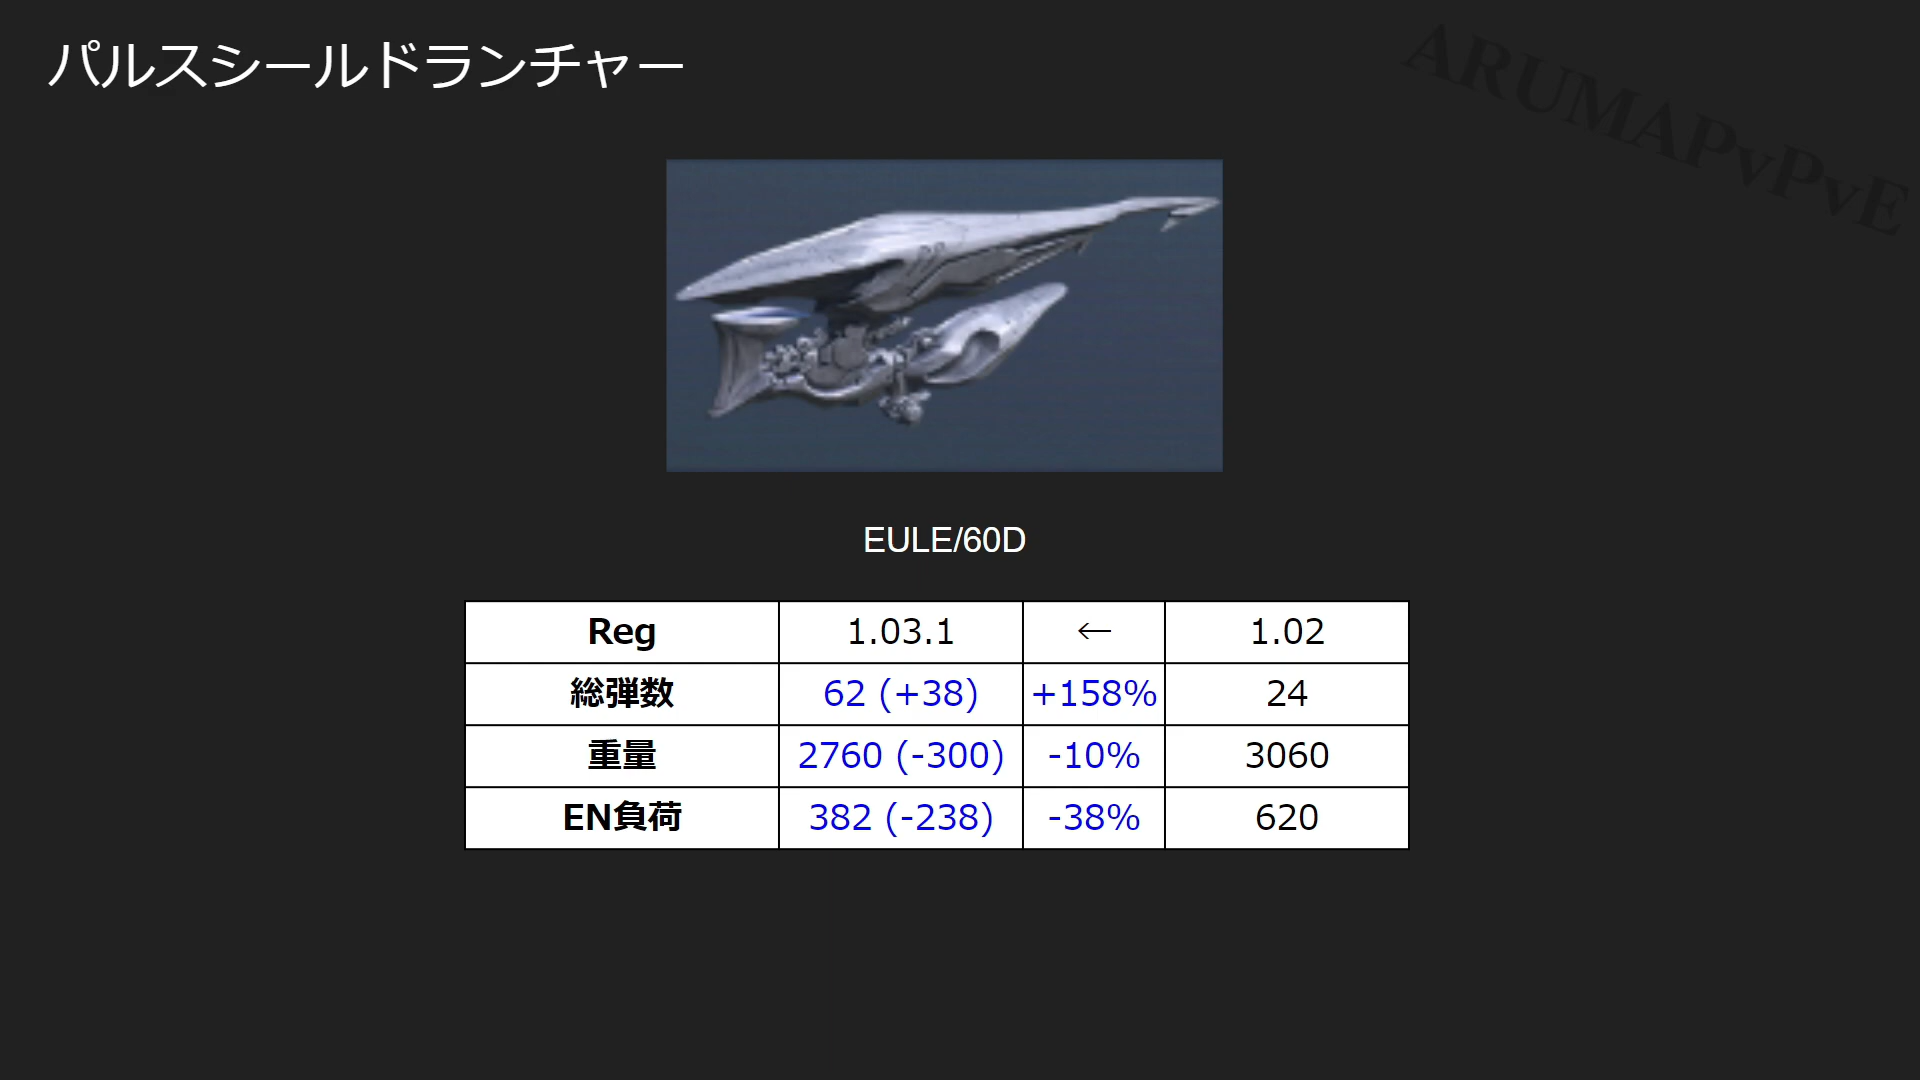 パルスシールドランチャー
ARUMAPvPvE
EULE/60D
Reg 1.03.1 ← 1.02
総弾数 62 (+38) +158% 24
重量 2760 (-300) -10% 3060
EN負荷 382 (-238) -38% 620